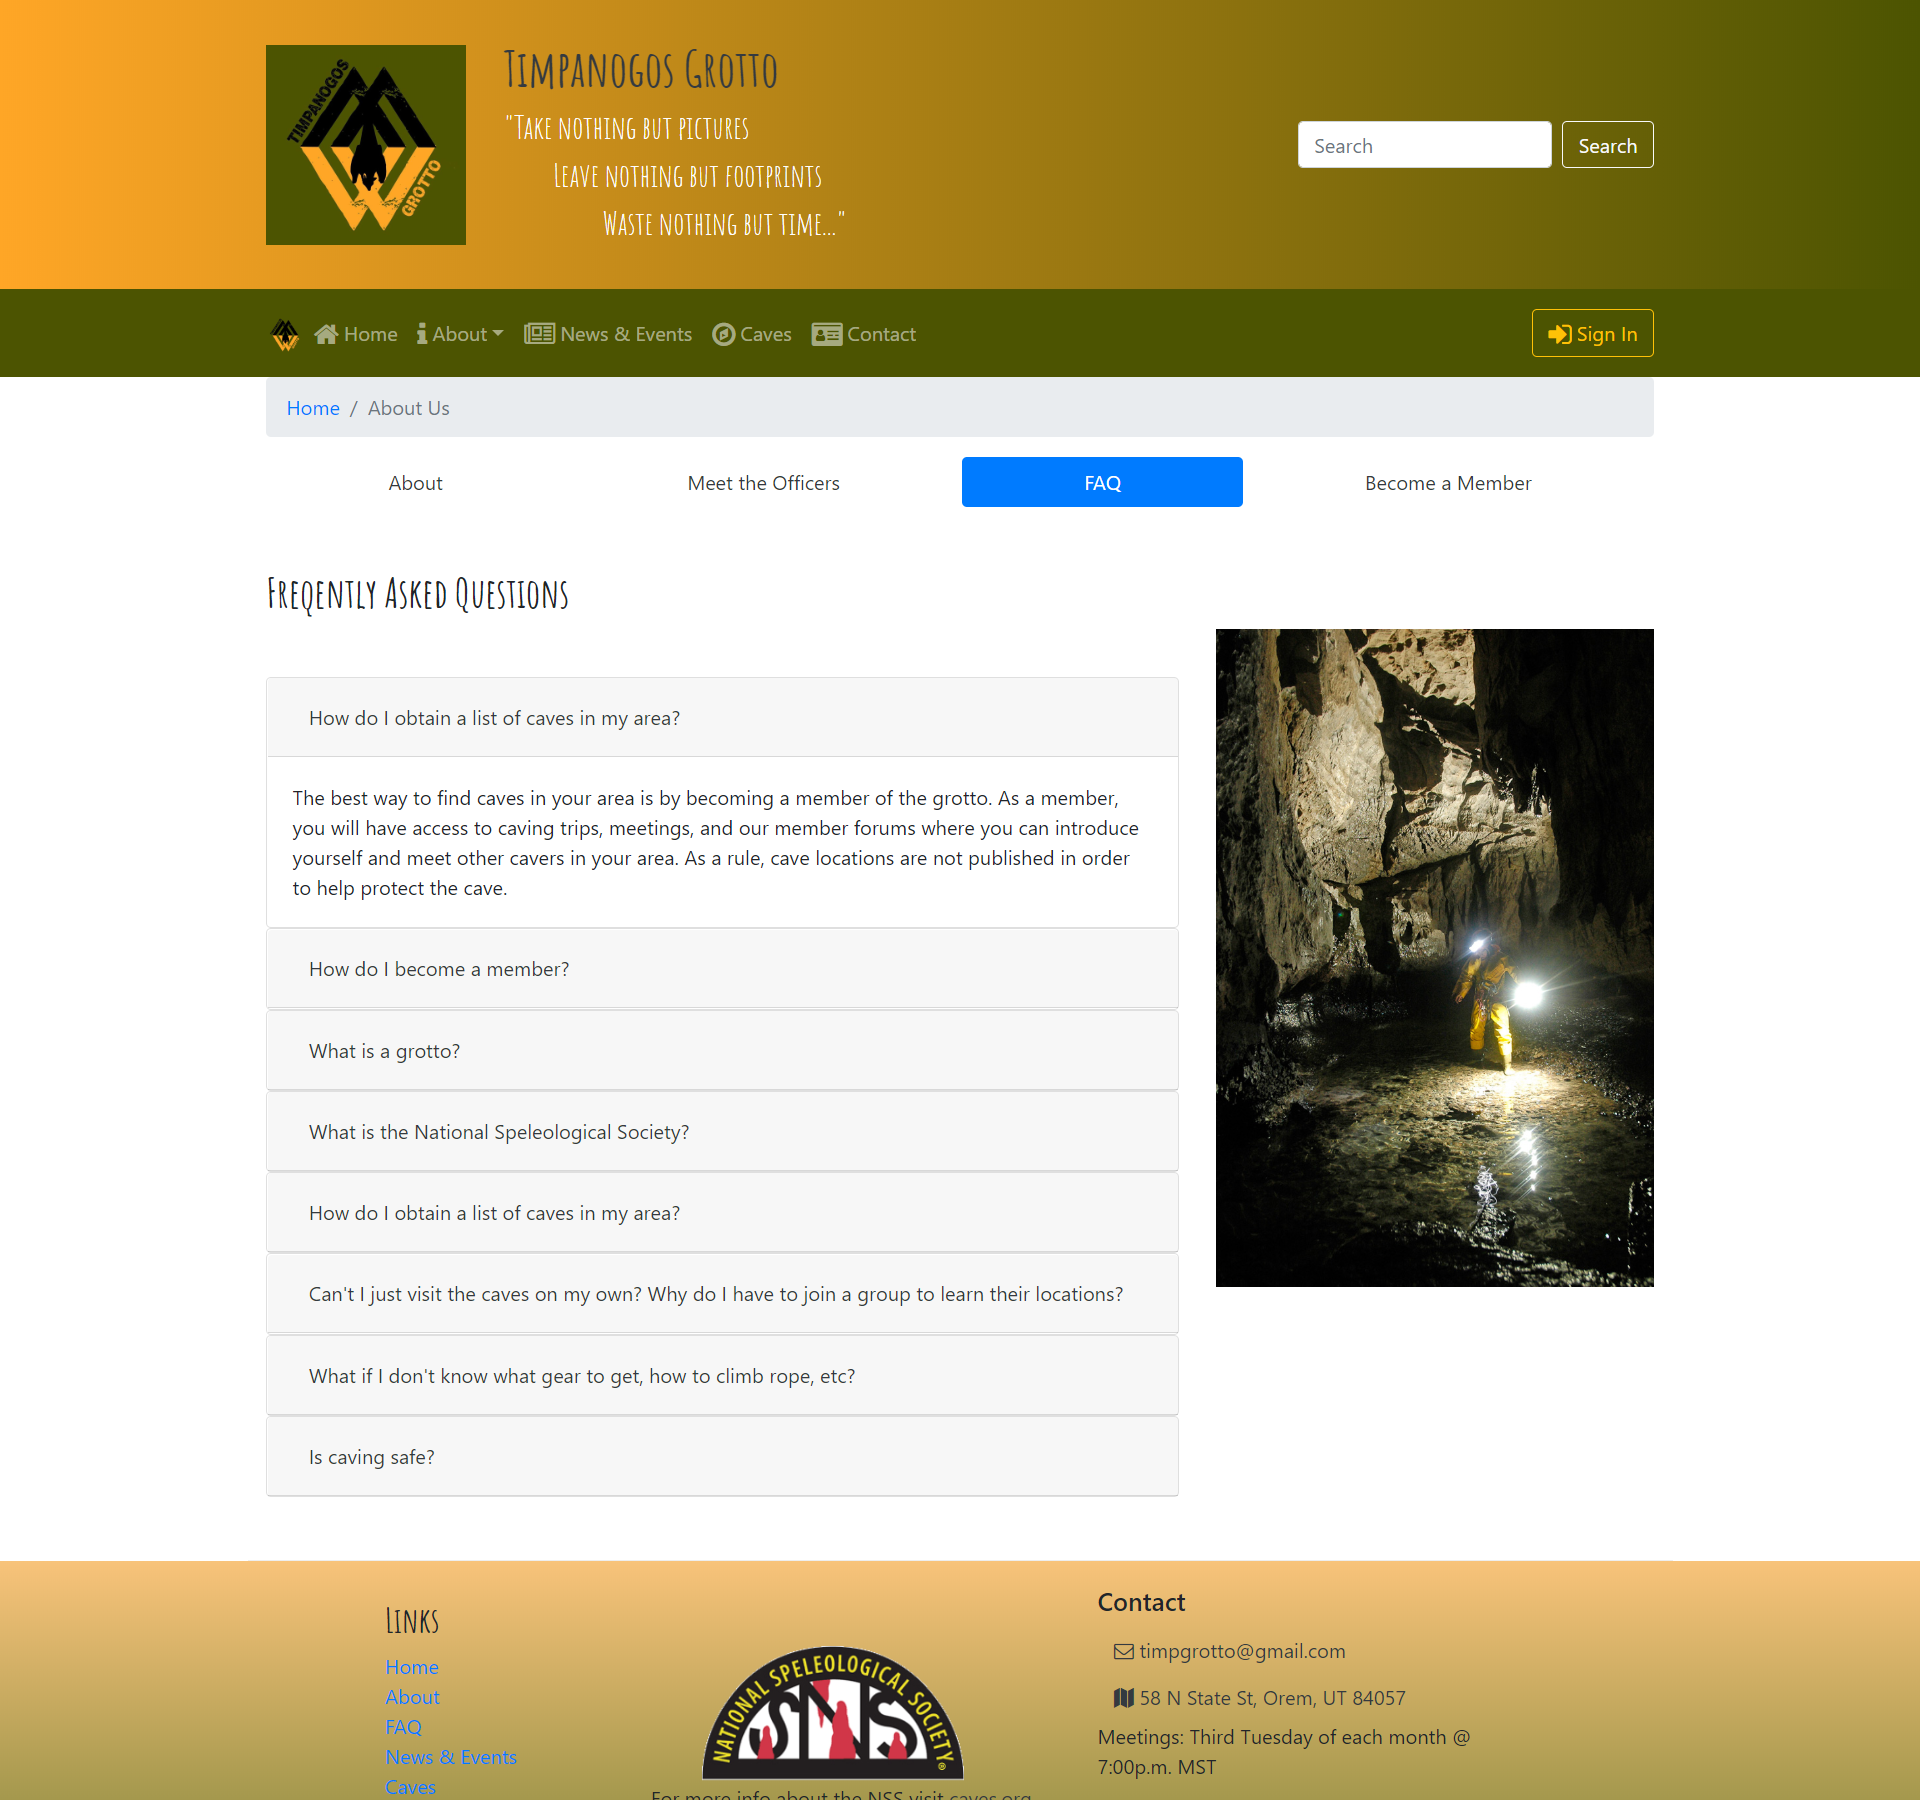 TIMPANOGOS
GROTTO
Timpanogos Grotto
"Take nothing but pictures
Leave nothing but footprints
Waste nothing but time..."
Search
Search
Home
About
News & Events
Caves
Contact
Sign In
Home / About Us
About
Meet the Officers
FAQ
Become a Member
Freqently Asked Questions
How do I obtain a list of caves in my area?
The best way to find caves in your area is by becoming a member of the grotto. As a member,
you will have access to caving trips, meetings, and our member forums where you can introduce
yourself and meet other cavers in your area. As a rule, cave locations are not published in order
to help protect the cave.
How do I become a member?
What is a grotto?
What is the National Speleological Society?
How do I obtain a list of caves in my area?
Can't I just visit the caves on my own? Why do I have to join a group to learn their locations?
What if I don't know what gear to get, how to climb rope, etc?
Is caving safe?
Links
Home
About
FAQ
News & Events
Caves
NATIONAL SPELEOLOGICAL SOCIETY
SNS
®
For more info about the NSS visit caves.org
Contact
timpgrotto@gmail.com
58 N State St, Orem, UT 84057
Meetings: Third Tuesday of each month @
7:00p.m. MST